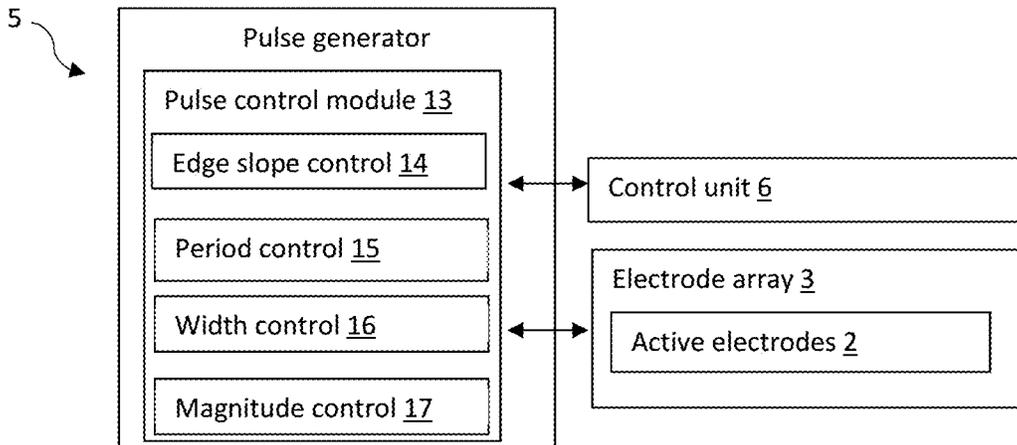 5
Pulse generator
Pulse control module 13
Edge slope control 14
Period control 15
Width control 16
Magnitude control 17
Control unit 6
Electrode array 3
Active electrodes 2